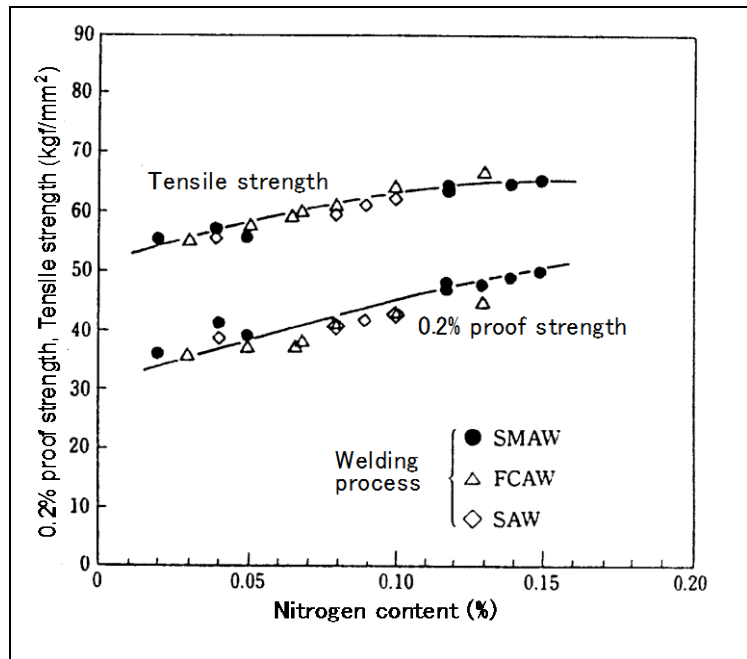 90
80
70
60
50
40
30
20
10
0
0.2% proof strength, Tensile strength (kgf/mm²)
Tensile strength
0.2% proof strength
Welding
process
SMAW
FCAW
SAW
0
0.05
0.10
0.15
0.20
Nitrogen content (%)